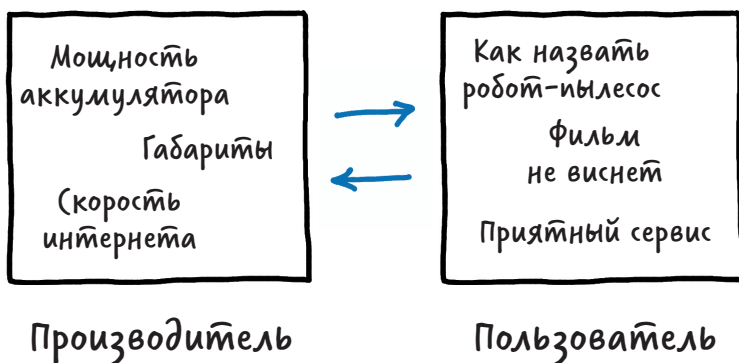 Мощность
аккумулятора
Габариты
Скорость
интернета
Производитель
Как назвать
робот-пылесос
Фильм
не виснет
Приятный сервис
Пользователь